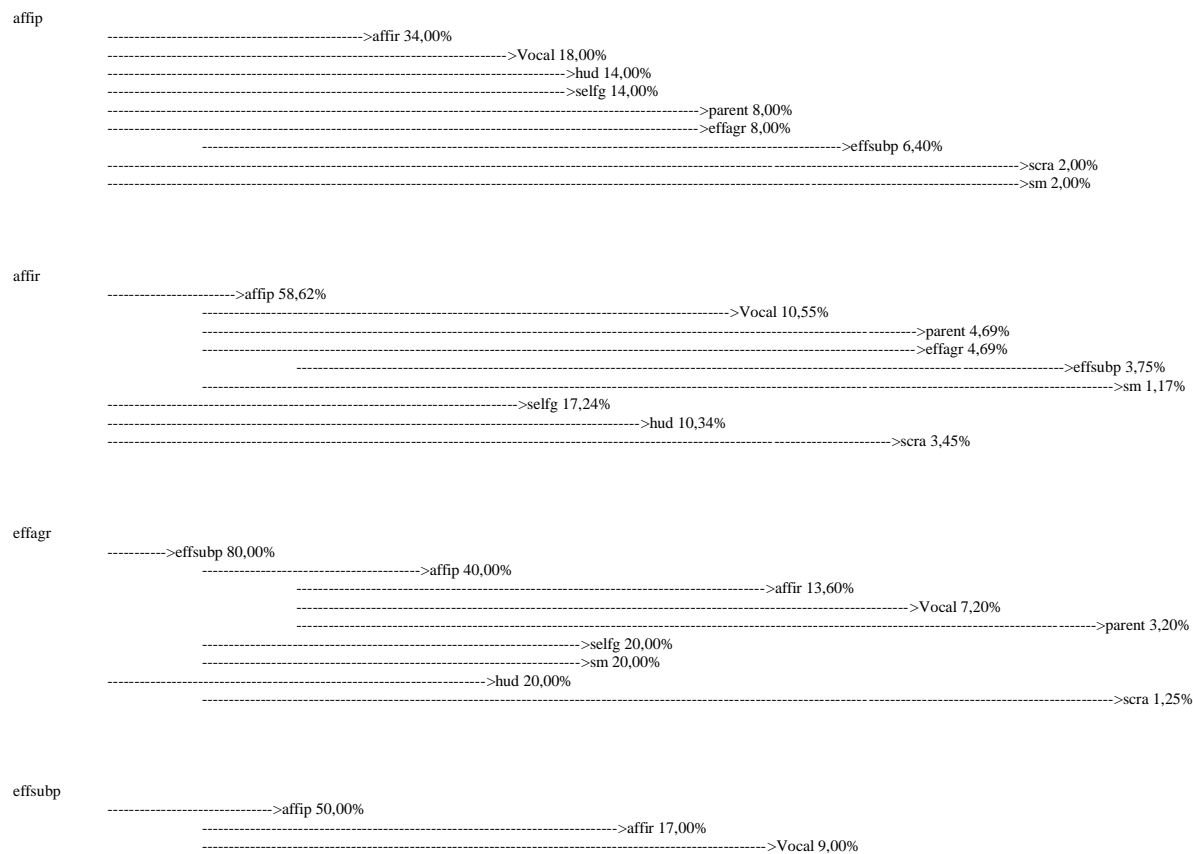 affip
--------------------------------------------->affir 34,00%
----------------------------------------------------------------------->Vocal 18,00%
---------------------------------------------------------------------------------->hud 14,00%
---------------------------------------------------------------------------------->selfg 14,00%
---------------------------------------------------------------------------------------------------------->parent 8,00%
---------------------------------------------------------------------------------------------------------->effagr 8,00%
------------------------------------------------------------------------------------------------------------------->effsubp 6,40%
------------------------------------------------------------------------------------------------------------------------------------------------------------------->scra 2,00%
------------------------------------------------------------------------------------------------------------------------------------------------------------------->sm 2,00%
affir
----------------------->affip 58,62%
---------------------------------------------------------------------------------------------->Vocal 10,55%
-------------------------------------------------------------------------------------------------------------------------------->parent 4,69%
-------------------------------------------------------------------------------------------------------------------------------->effagr 4,69%
----------------------------------------------------------------------------------------------------------------------------------------->effsubp 3,75%
------------------------------------------------------------------------------------------------------------------------------------------------------------------->sm 1,17%
------------------------------------------------------------------------->selfg 17,24%
----------------------------------------------------------------------------------------------->hud 10,34%
-------------------------------------------------------------------------------------------------------------------------------------------->scra 3,45%
effagr
----------->effsubp 80,00%
--------------------------------------->affip 40,00%
------------------------------------------------------------------------------------>affir 13,60%
------------------------------------------------------------------------------------------------------------->Vocal 7,20%
----------------------------------------------------------------------------------------------------------------------------------------------->parent 3,20%
-------------------------------------------------------------------->selfg 20,00%
-------------------------------------------------------------------->sm 20,00%
-------------------------------------------------------------------->hud 20,00%
------------------------------------------------------------------------------------------------------------------------------------------------------------------->scra 1,25%
effsubp
------------------------------>affip 50,00%
-------------------------------------------------------------------------->affir 17,00%
----------------------------------------------------------------------------------------------------->Vocal 9,00%